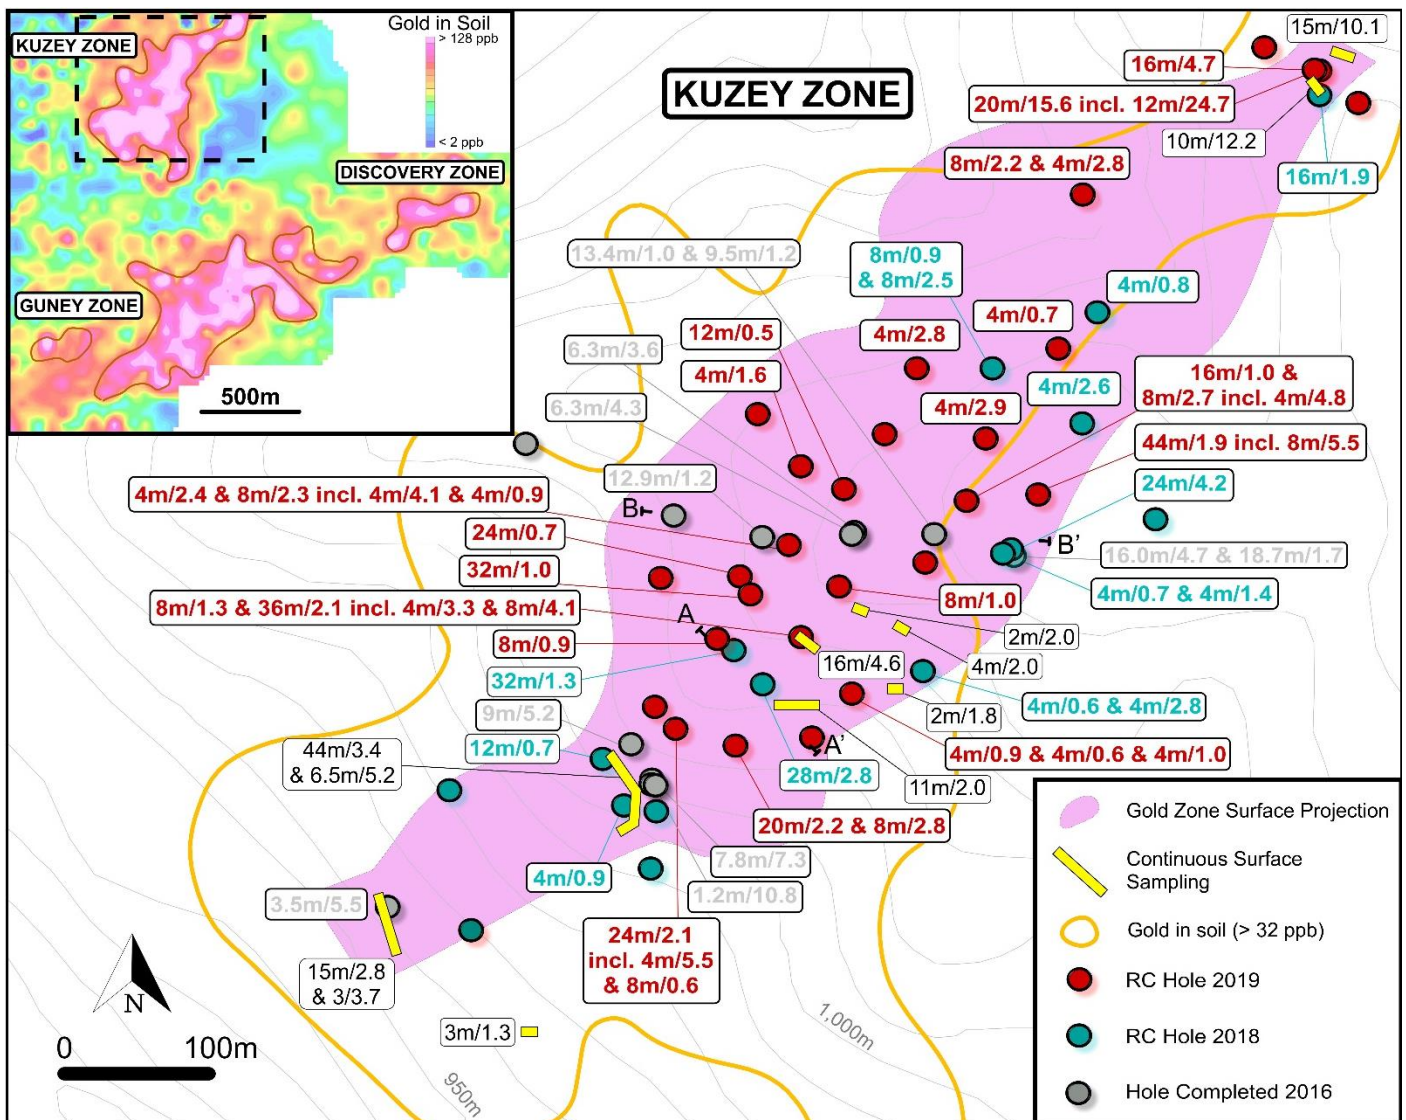 Gold in Soil
> 128 ppb
< 2 ppb
KUZEY ZONE
DISCOVERY ZONE
GUNEY ZONE
500m
KUZEY ZONE
15m/10.1
16m/4.7
20m/15.6 incl. 12m/24.7
10m/12.2
16m/1.9
8m/2.2 & 4m/2.8
13.4m/1.0 & 9.5m/1.2
8m/0.9
& 8m/2.5
4m/0.8
4m/0.7
4m/2.8
12m/0.5
6.3m/3.6
4m/1.6
4m/2.6
16m/1.0 &
8m/2.7 incl. 4m/4.8
6.3m/4.3
4m/2.9
44m/1.9 incl. 8m/5.5
12.9m/1.2
24m/4.2
4m/2.4 & 8m/2.3 incl. 4m/4.1 & 4m/0.9
B
B'
24m/0.7
16.0m/4.7 & 18.7m/1.7
32m/1.0
4m/0.7 & 4m/1.4
8m/1.3 & 36m/2.1 incl. 4m/3.3 & 8m/4.1
8m/1.0
A
2m/2.0
8m/0.9
4m/2.0
16m/4.6
32m/1.3
4m/0.6 & 4m/2.8
9m/5.2
2m/1.8
12m/0.7
A'
44m/3.4
& 6.5m/5.2
4m/0.9 & 4m/0.6 & 4m/1.0
28m/2.8
11m/2.0
20m/2.2 & 8m/2.8
7.8m/7.3
4m/0.9
1.2m/10.8
3.5m/5.5
24m/2.1
incl. 4m/5.5
& 8m/0.6
15m/2.8
& 3/3.7
3m/1.3
1,000m
950m
N
0 100m
Gold Zone Surface Projection
Continuous Surface
Sampling
Gold in soil (> 32 ppb)
RC Hole 2019
RC Hole 2018
Hole Completed 2016